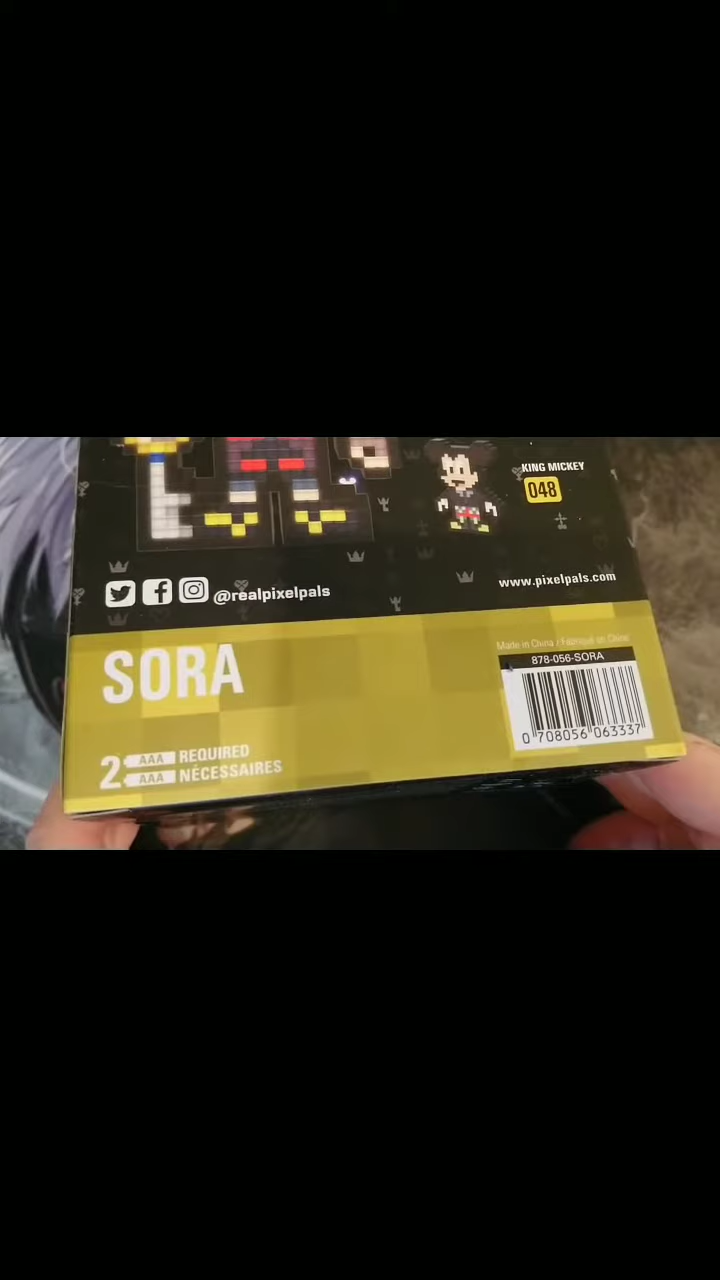 KING MICKEY
048
www.pixelpals.com
@realpixelpals
Made in China / Fabriqué en Chine
SORA
878-056-SORA
0 708056 063337
2 AAA REQUIRED
AAA NÉCESSAIRES